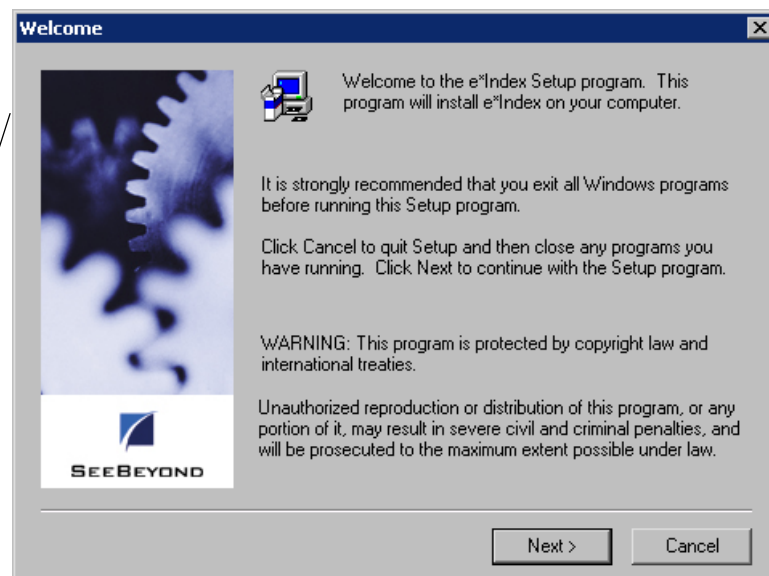 Welcome
Welcome to the e*Index Setup program. This
program will install e*Index on your computer.
It is strongly recommended that you exit all Windows programs
before running this Setup program.
Click Cancel to quit Setup and then close any programs you
have running. Click Next to continue with the Setup program.
WARNING: This program is protected by copyright law and
international treaties.
Unauthorized reproduction or distribution of this program, or any
portion of it, may result in severe civil and criminal penalties, and
will be prosecuted to the maximum extent possible under law.
SEEBEYOND
Next >
Cancel